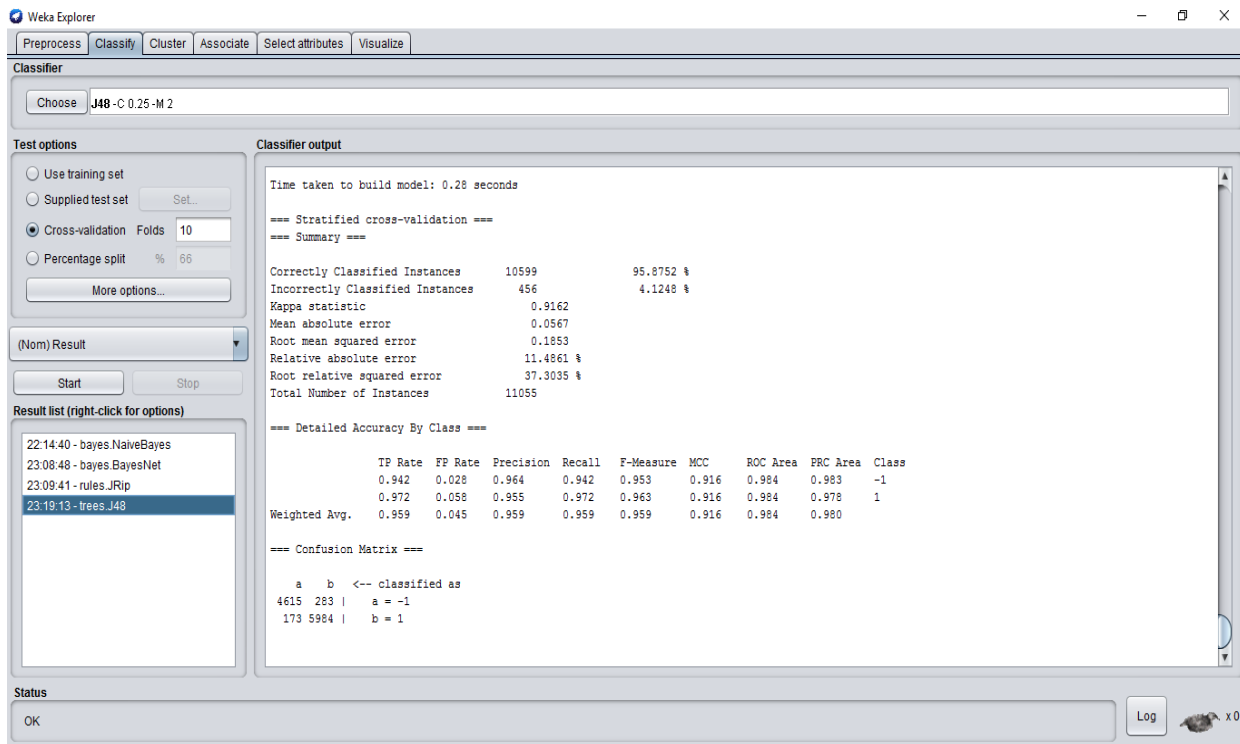 Weka Explorer
Preprocess Classify Cluster Associate Select attributes Visualize
Classifier
Choose J48 -C 0.25 -M 2
Test options
Use training set
Supplied test set Set...
Cross-validation Folds 10
Percentage split % 66
More options...
(Nom) Result
Start Stop
Result list (right-click for options)
22:14:40 - bayes.NaiveBayes
23:08:48 - bayes.BayesNet
23:09:41 - rules.JRip
23:19:13 - trees.J48
Classifier output
Time taken to build model: 0.28 seconds
=== Stratified cross-validation ===
=== Summary ===
Correctly Classified Instances 10599 95.8752 %
Incorrectly Classified Instances 456 4.1248 %
Kappa statistic 0.9162
Mean absolute error 0.0567
Root mean squared error 0.1853
Relative absolute error 11.4861 %
Root relative squared error 37.3035 %
Total Number of Instances 11055
=== Detailed Accuracy By Class ===
TP Rate FP Rate Precision Recall F-Measure MCC ROC Area PRC Area Class
0.942 0.028 0.964 0.942 0.953 0.916 0.984 0.983 -1
0.972 0.058 0.955 0.972 0.963 0.916 0.984 0.978 1
Weighted Avg. 0.959 0.045 0.959 0.959 0.959 0.916 0.984 0.980
=== Confusion Matrix ===
a b <-- classified as
4615 283 | a = -1
173 5984 | b = 1
Status
OK
Log
x 0